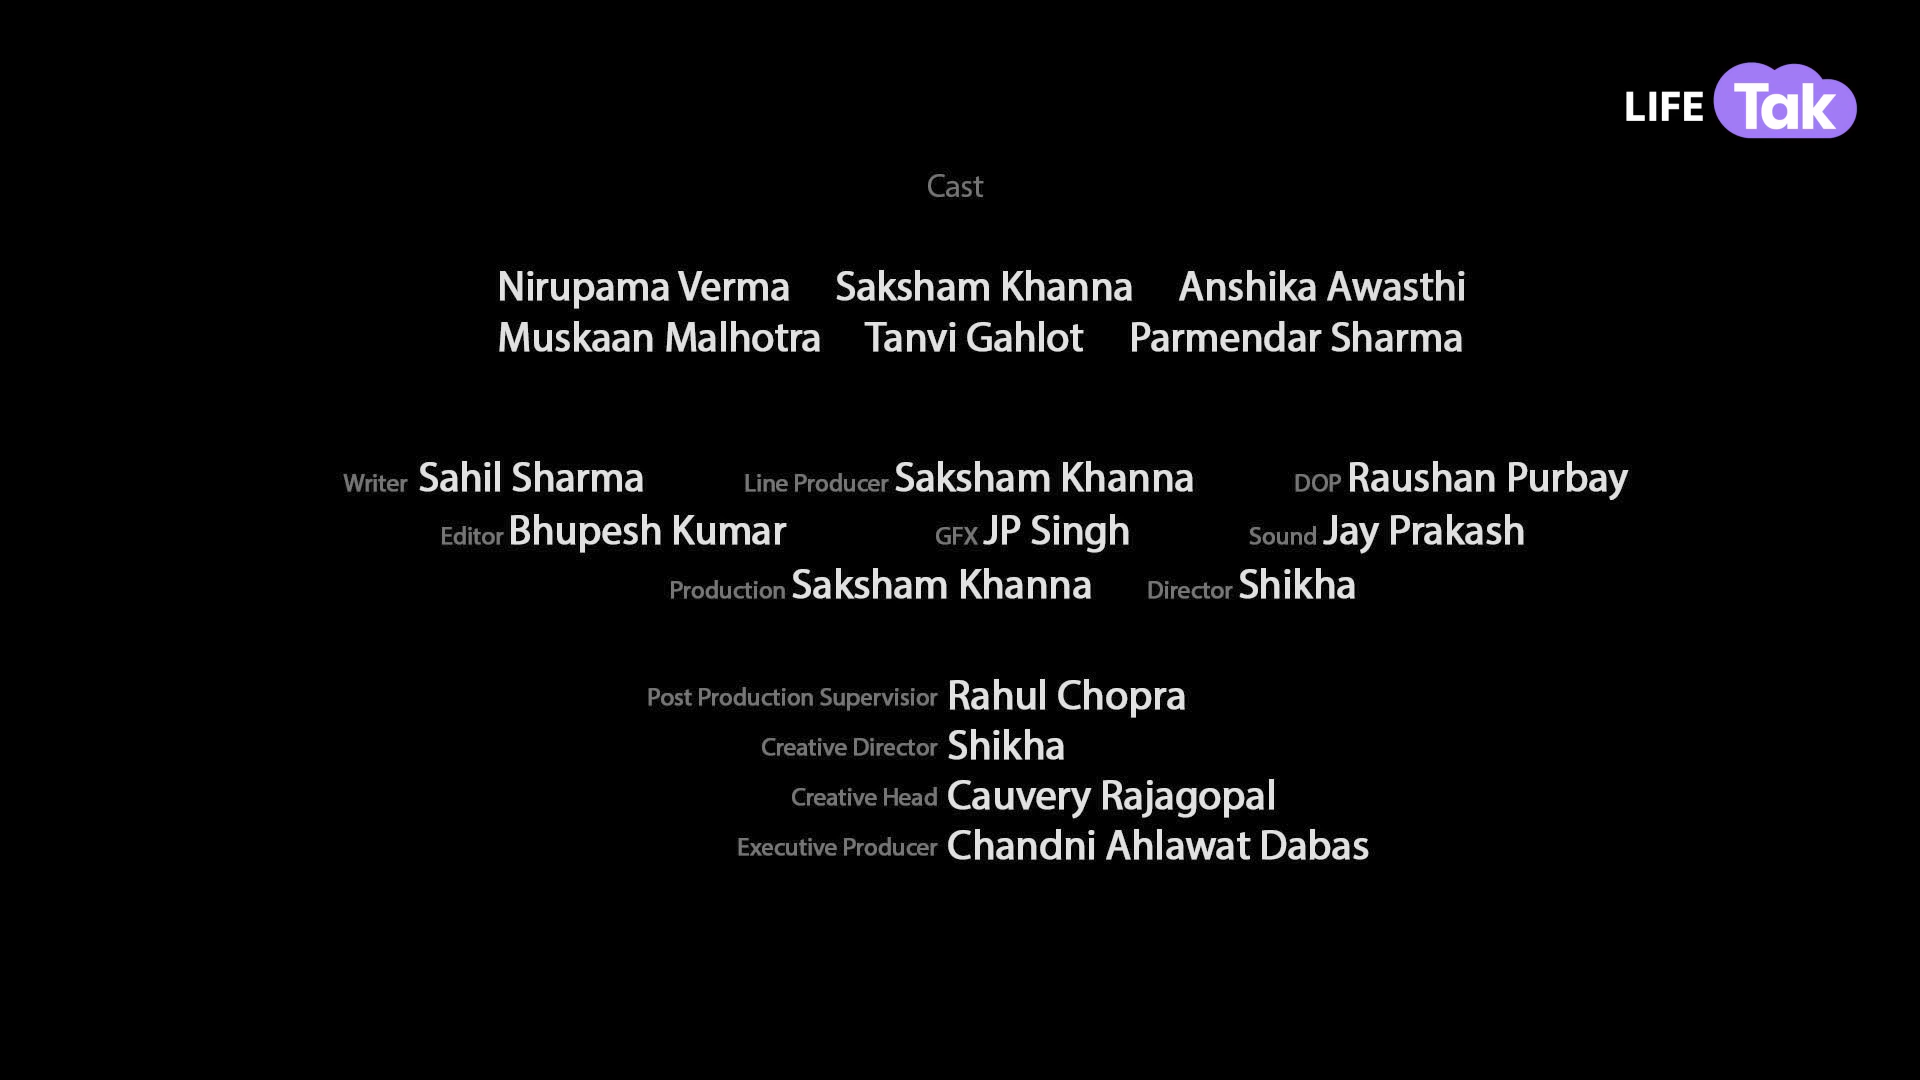 LIFE Tak
Cast
Nirupama Verma Saksham Khanna Anshika Awasthi
Muskaan Malhotra Tanvi Gahlot Parmendar Sharma
Writer Sahil Sharma Line Producer Saksham Khanna DOP Raushan Purbay
Editor Bhupesh Kumar GFX JP Singh Sound Jay Prakash
Production Saksham Khanna Director Shikha
Post Production Supervisior Rahul Chopra
Creative Director Shikha
Creative Head Cauvery Rajagopal
Executive Producer Chandni Ahlawat Dabas